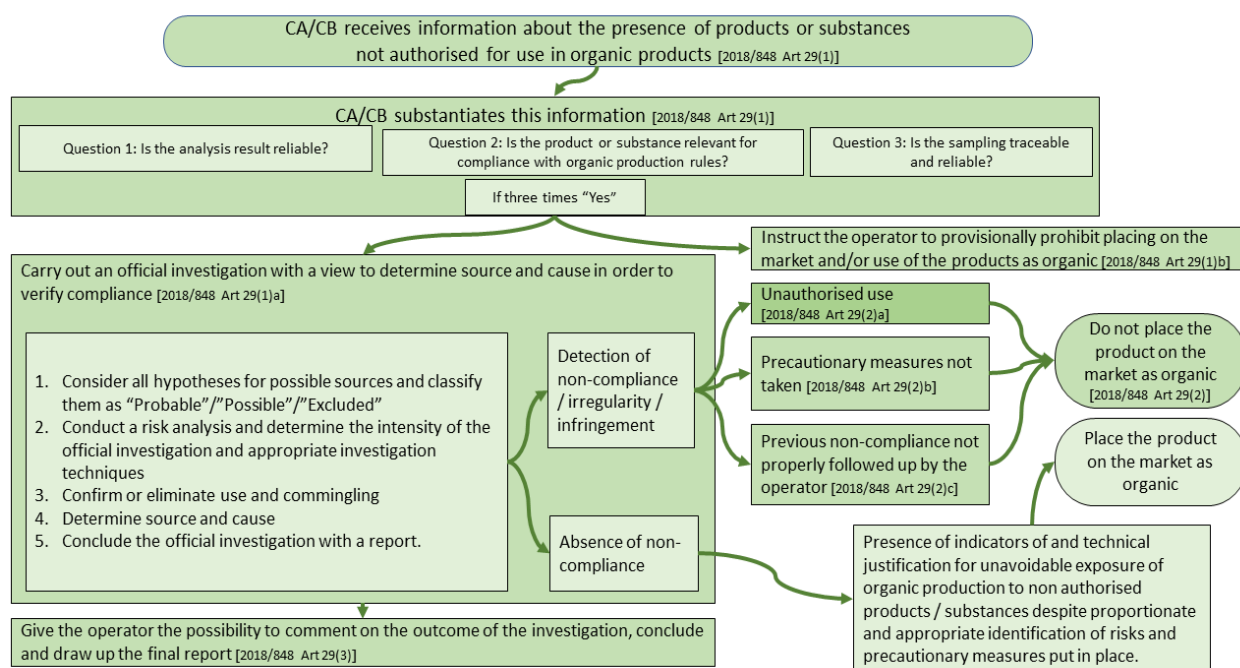 CA/CB receives information about the presence of products or substances
not authorised for use in organic products [2018/848 Art 29(1)]
CA/CB substantiates this information [2018/848 Art 29(1)]
Question 1: Is the analysis result reliable?
Question 2: Is the product or substance relevant for
compliance with organic production rules?
Question 3: Is the sampling traceable
and reliable?
If three times “Yes”
Instruct the operator to provisionally prohibit placing on the
market and/or use of the products as organic [2018/848 Art 29(1)b]
Carry out an official investigation with a view to determine source and cause in order to
verify compliance [2018/848 Art 29(1)a]
1. Consider all hypotheses for possible sources and classify
them as “Probable”/”Possible”/”Excluded”
2. Conduct a risk analysis and determine the intensity of the
official investigation and appropriate investigation
techniques
3. Confirm or eliminate use and commingling
4. Determine source and cause
5. Conclude the official investigation with a report.
Detection of
non-compliance
/ irregularity /
infringement
Absence of non-
compliance
Unauthorised use
[2018/848 Art 29(2)a]
Precautionary measures not
taken [2018/848 Art 29(2)b]
Previous non-compliance not
properly followed up by the
operator [2018/848 Art 29(2)c]
Do not place the
product on the
market as organic
[2018/848 Art 29(2)]
Place the product
on the market as
organic
Presence of indicators of and technical
justification for unavoidable exposure of
organic production to non authorised
products / substances despite proportionate
and appropriate identification of risks and
precautionary measures put in place.
Give the operator the possibility to comment on the outcome of the investigation, conclude
and draw up the final report [2018/848 Art 29(3)]